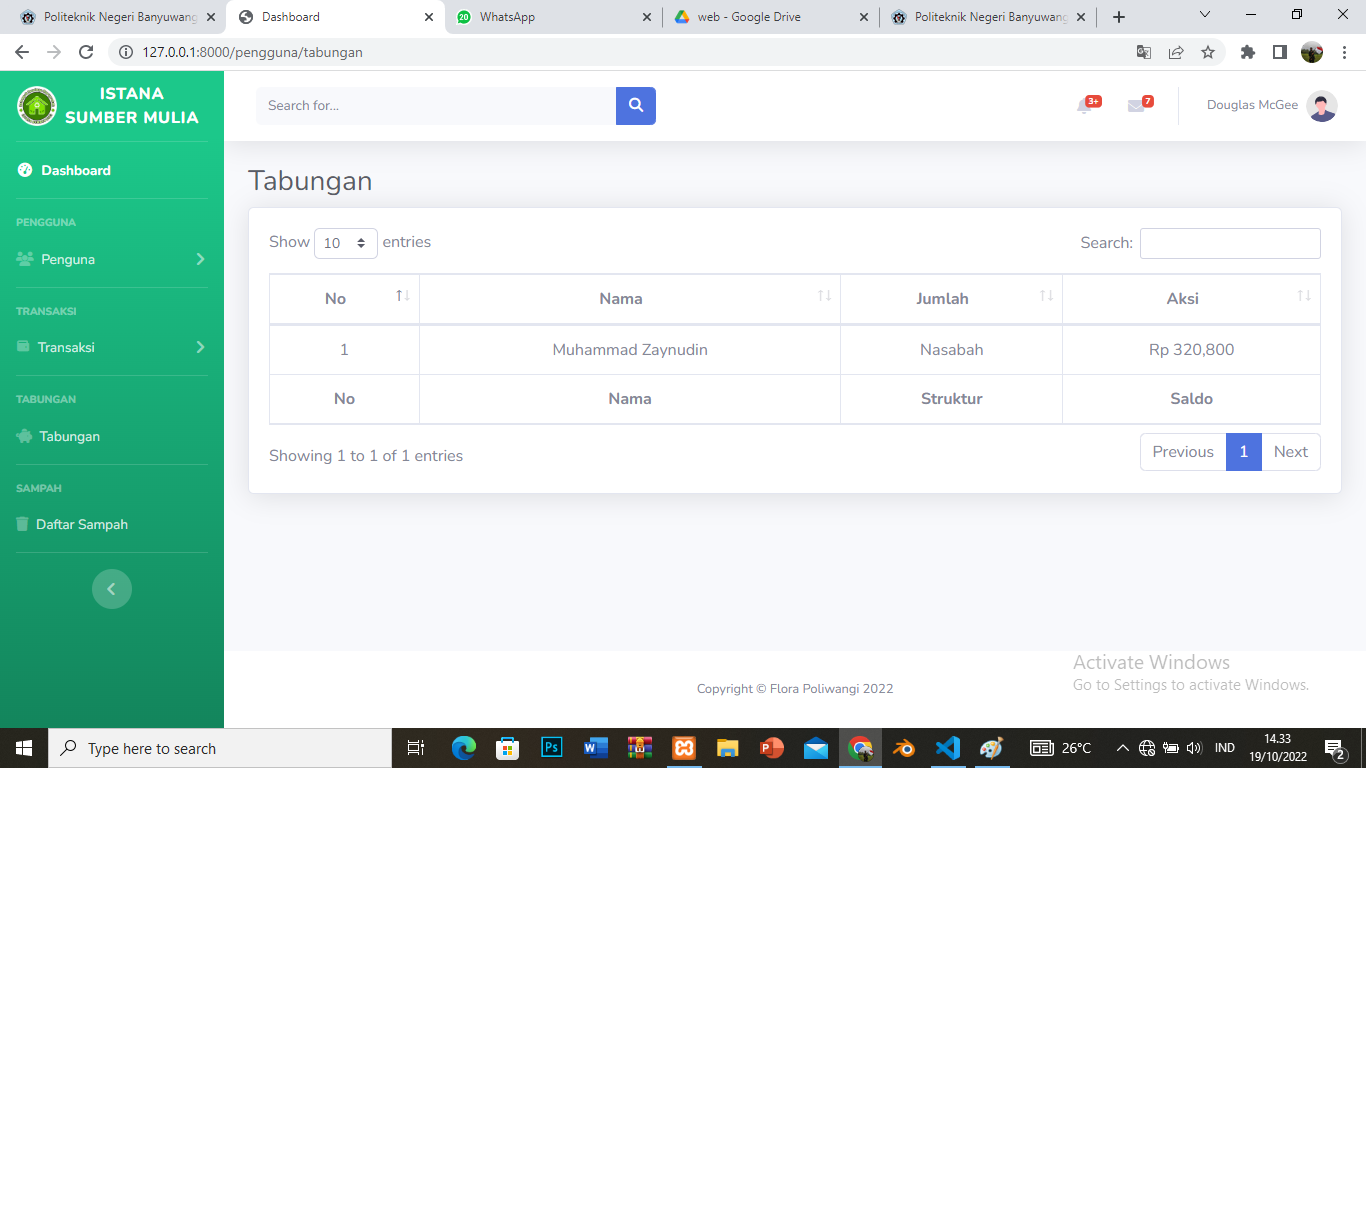 Politeknik Negeri Banyuwang
Dashboard
WhatsApp
web - Google Drive
Politeknik Negeri Banyuwang
20
127.0.0.1:8000/pengguna/tabungan
ISTANA
SUMBER MULIA
Search for...
3+
7
Douglas McGee
Dashboard
PENGGUNA
Penguna
TRANSAKSI
Transaksi
TABUNGAN
Tabungan
SAMPAH
Daftar Sampah
Tabungan
Show 10 entries
Search:
No Nama Jumlah Aksi
1 Muhammad Zaynudin Nasabah Rp 320,800
No Nama Struktur Saldo
Showing 1 to 1 of 1 entries
Previous 1 Next
Activate Windows
Go to Settings to activate Windows.
Copyright © Flora Poliwangi 2022
Type here to search
Ps
W
P
26°C
IND
14.33
19/10/2022
2